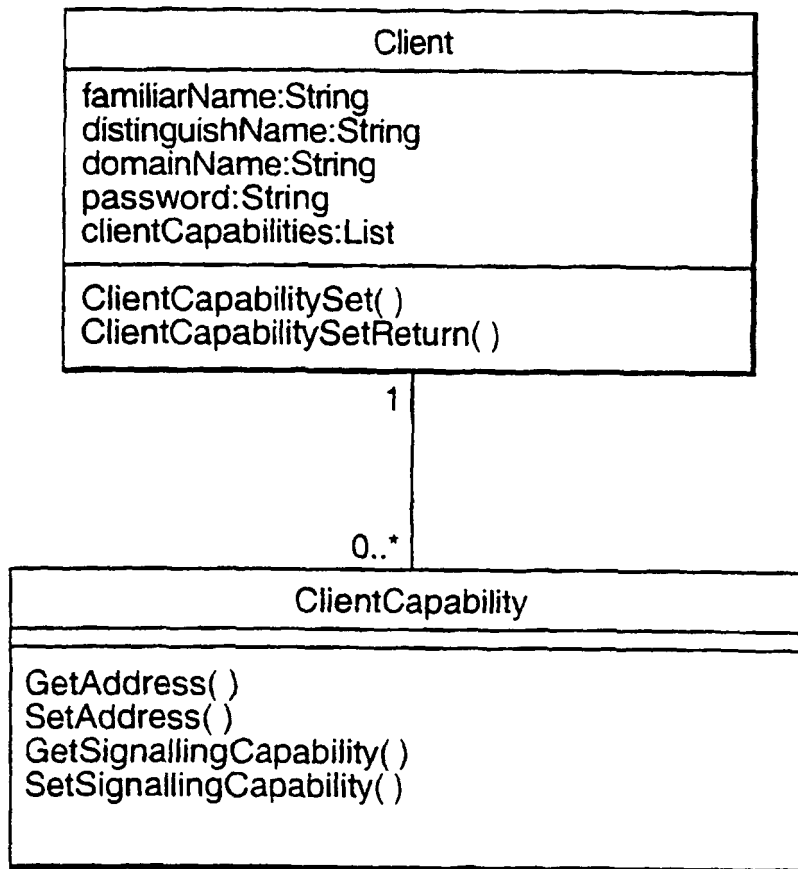 Client
familiarName:String
distinguishName:String
domainName:String
password:String
clientCapabilities:List
ClientCapabilitySet( )
ClientCapabilitySetReturn( )
1
0..*
ClientCapability
GetAddress( )
SetAddress( )
GetSignallingCapability( )
SetSignallingCapability( )